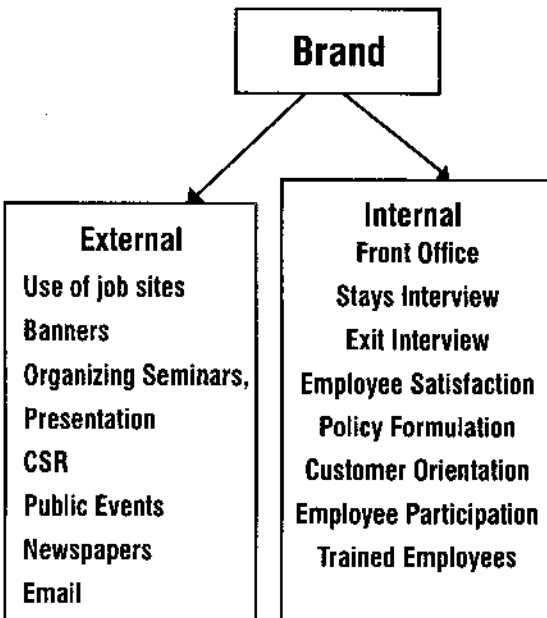 Brand
External
Use of job sites
Banners
Organizing Seminars,
Presentation
CSR
Public Events
Newspapers
Email
Internal
Front Office
Stays Interview
Exit Interview
Employee Satisfaction
Policy Formulation
Customer Orientation
Employee Participation
Trained Employees